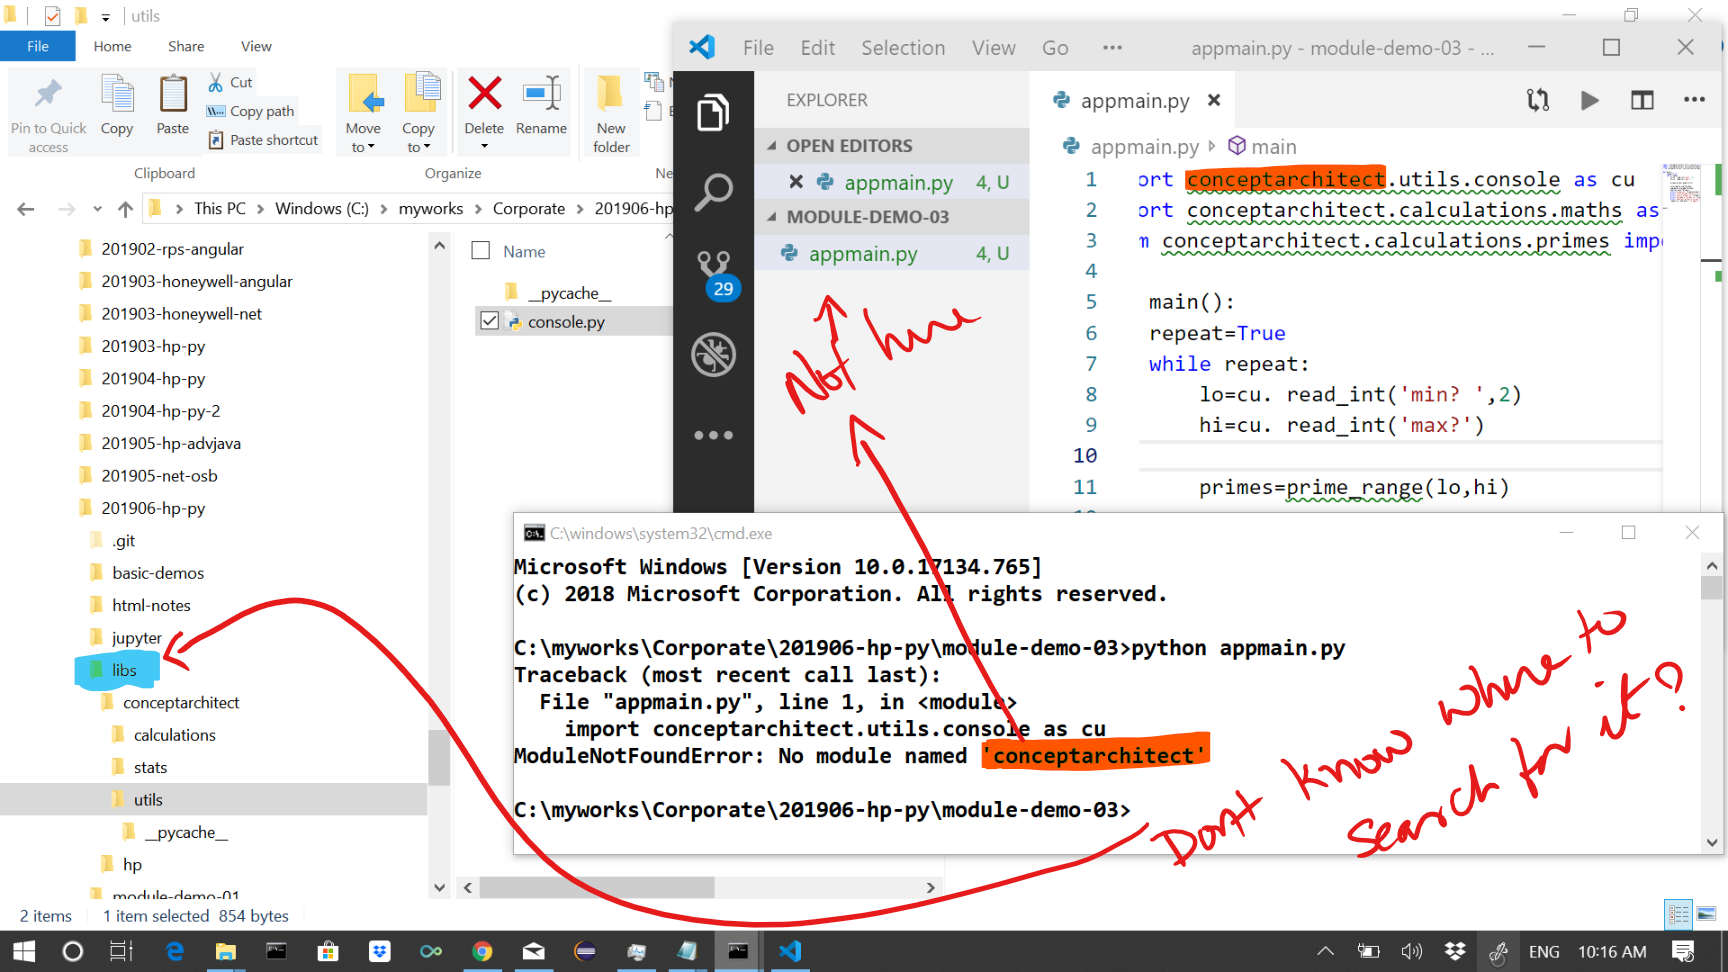 utils
File Home Share View
Pin to Quick access
Copy
Paste
Cut
Copy path
Paste shortcut
Move to
Copy to
Delete
Rename
New folder
Clipboard
Organize
Ne
This PC > Windows (C:) > myworks > Corporate > 201906-hp
201902-rps-angular
201903-honeywell-angular
201903-honeywell-net
201903-hp-py
201904-hp-py
201904-hp-py-2
201905-hp-advjava
201905-net-osb
201906-hp-py
.git
basic-demos
html-notes
jupyter
libs
conceptarchitect
calculations
stats
utils
__pycache__
hp
module-demo-01
Name
__pycache__
console.py
2 items 1 item selected 854 bytes
File Edit Selection View Go ••• appmain.py - module-demo-03 - ...
EXPLORER
OPEN EDITORS
appmain.py 4, U
MODULE-DEMO-03
appmain.py 4, U
29
appmain.py
appmain.py main
1 ort conceptarchitect.utils.console as cu
2 ort conceptarchitect.calculations.maths as
3 m conceptarchitect.calculations.primes impo
4
5 main():
6 repeat=True
7 while repeat:
8 lo=cu. read_int('min? ',2)
9 hi=cu. read_int('max?')
10
11 primes=prime_range(lo,hi)
Not here
C:\windows\system32\cmd.exe
Microsoft Windows [Version 10.0.17134.765]
(c) 2018 Microsoft Corporation. All rights reserved.
C:\myworks\Corporate\201906-hp-py\module-demo-03>python appmain.py
Traceback (most recent call last):
File "appmain.py", line 1, in <module>
import conceptarchitect.utils.console as cu
ModuleNotFoundError: No module named 'conceptarchitect'
C:\myworks\Corporate\201906-hp-py\module-demo-03>
Dont know where to
search for it?
ENG 10:16 AM